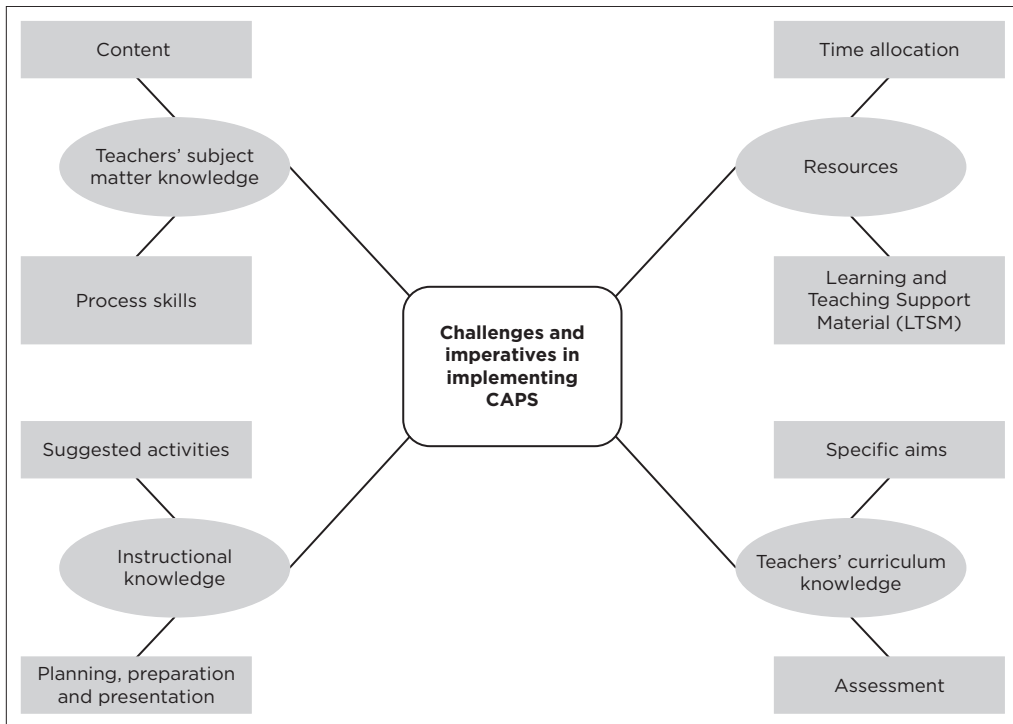 Content
Teachers' subject
matter knowledge
Process skills
Time allocation
Resources
Learning and
Teaching Support
Material (LTSM)
Challenges and
imperatives in
implementing
CAPS
Suggested activities
Instructional
knowledge
Planning, preparation
and presentation
Specific aims
Teachers' curriculum
knowledge
Assessment